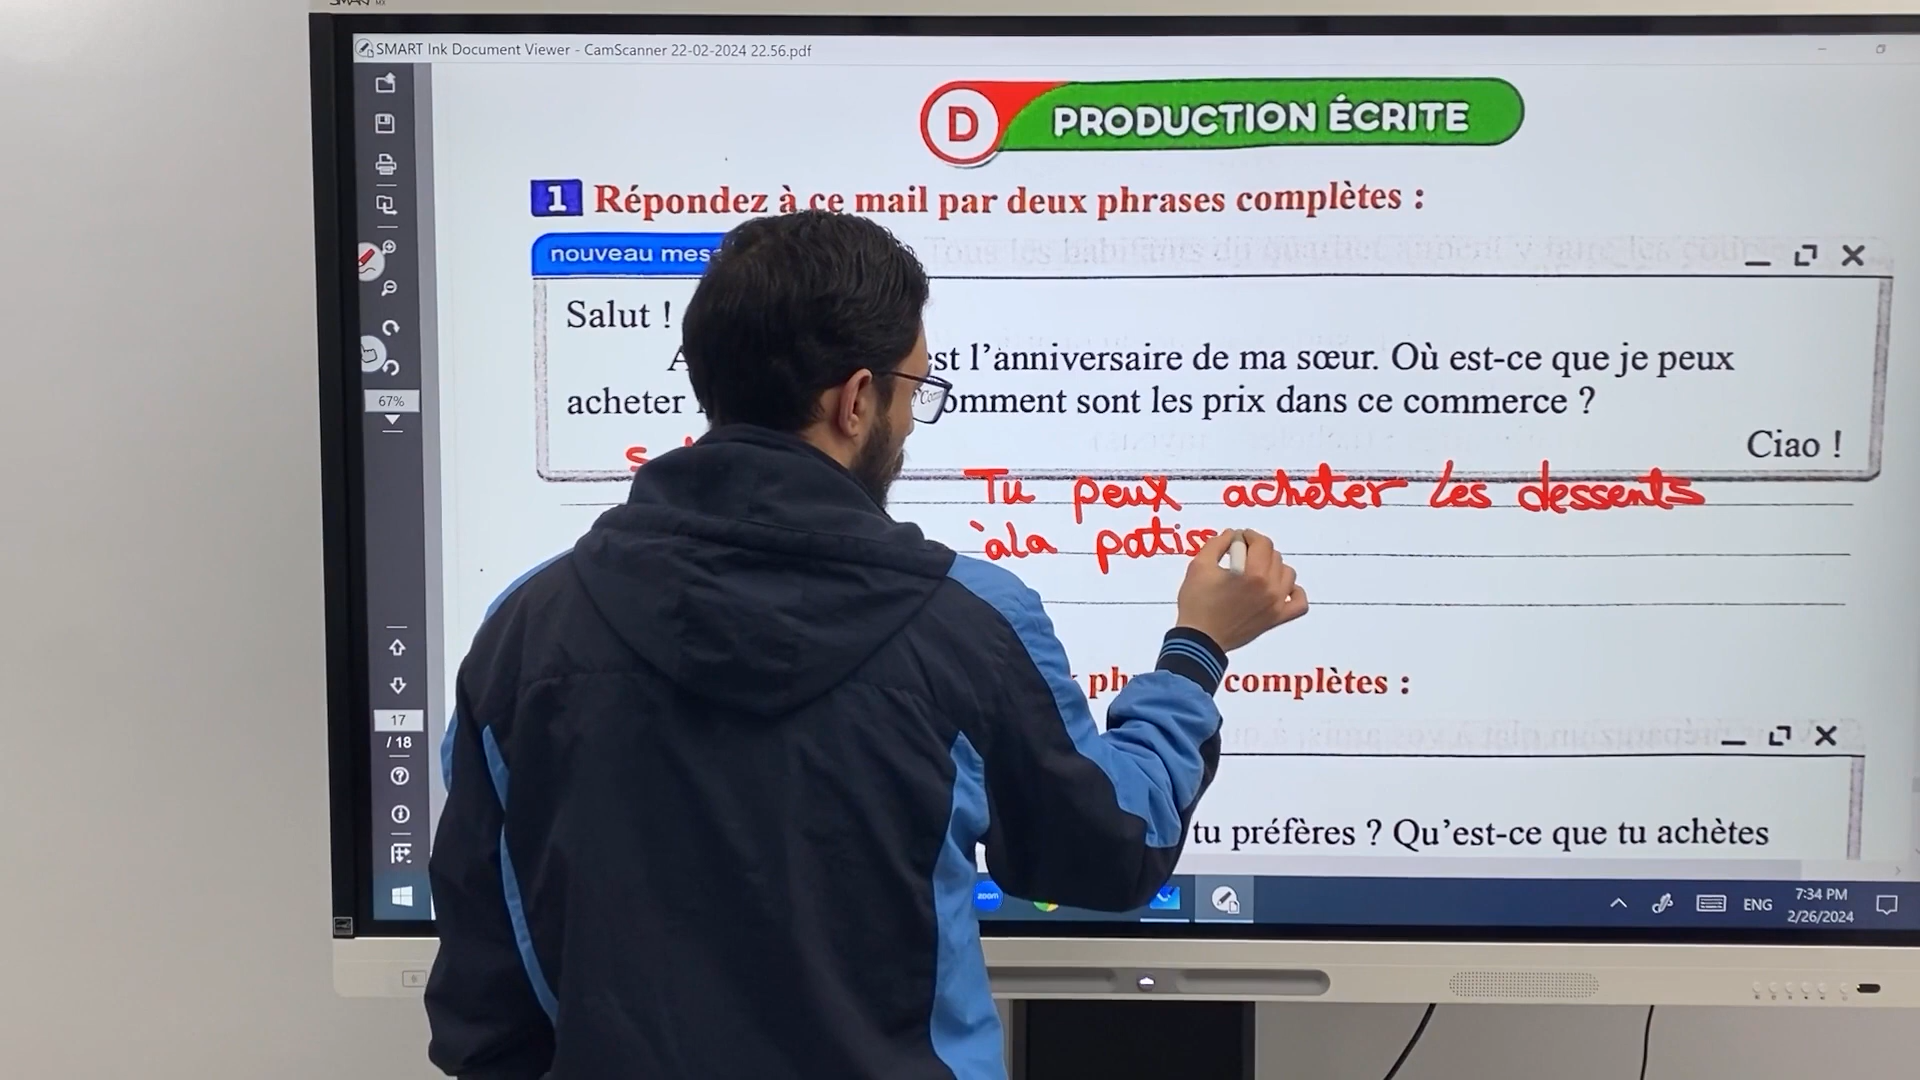 SMART Ink Document Viewer - CamScanner 22-02-2024 22.56.pdf
D PRODUCTION ÉCRITE
1 Répondez à ce mail par deux phrases complètes :
nouveau mes
Salut !
st l'anniversaire de ma sœur. Où est-ce que je peux
acheter omment sont les prix dans ce commerce ?
Ciao !
Tu peux acheter les dessents
àla patiss
ph complètes :
tu préfères ? Qu'est-ce que tu achètes
67%
17
/ 18
zoom
ENG
7:34 PM
2/26/2024